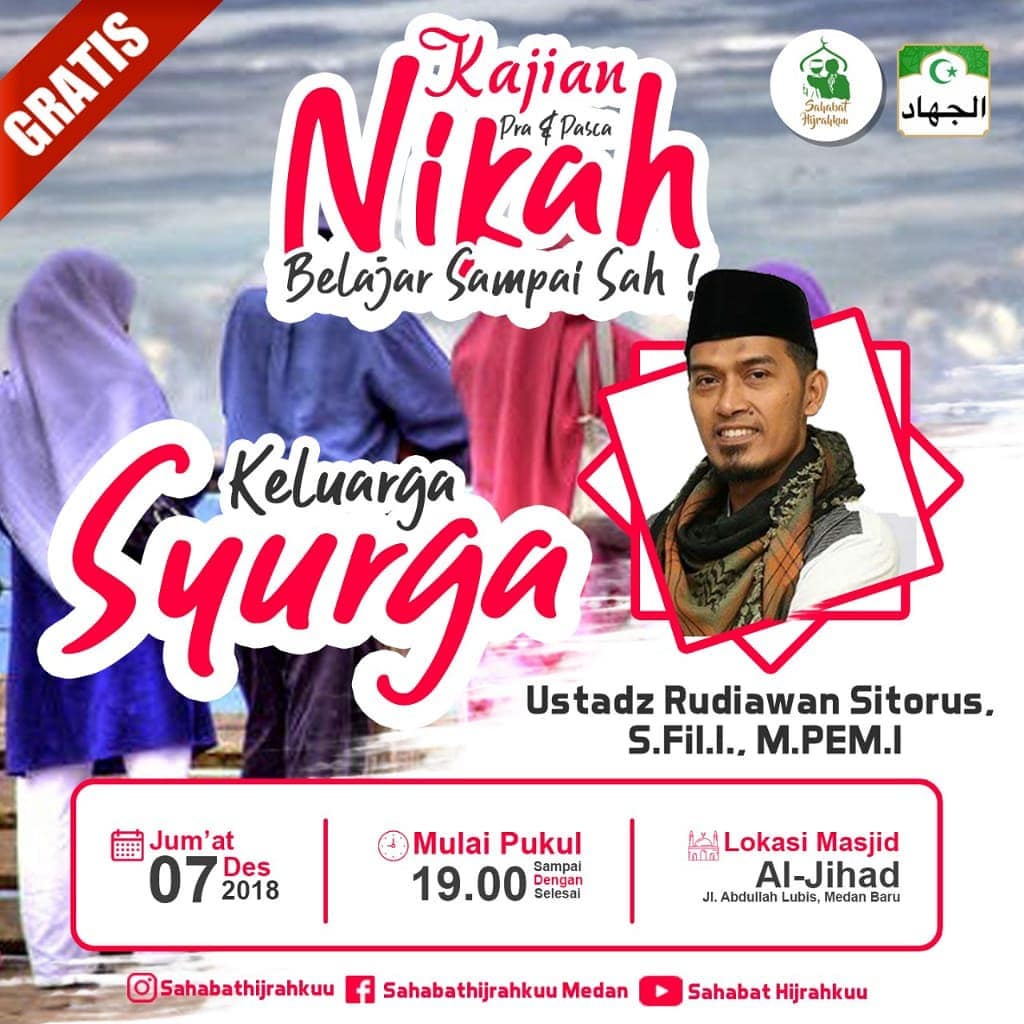 GRATIS
Kajian
Pra & Pasca
Nikah
Belajar Sampai Sah !
Sahabat
Hijrahkuu
الجهاد
Keluarga
Syurga
Ustadz Rudiawan Sitorus,
S.Fil.I., M.PEM.I
Jum'at
07 Des
2018
Mulai Pukul
19.00 Sampai
Dengan
Selesai
Lokasi Masjid
Al-Jihad
Jl. Abdullah Lubis, Medan Baru
Sahabathijrahkuu Sahabathijrahkuu Medan Sahabat Hijrahkuu